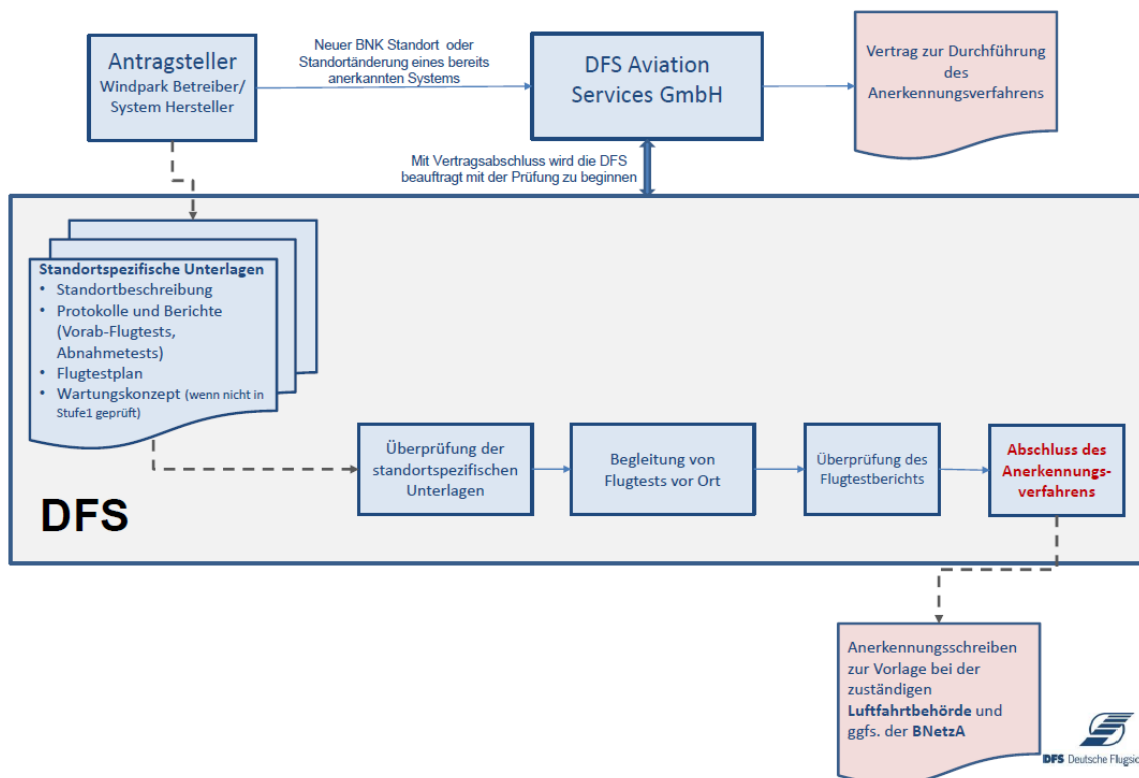 Antragsteller
Windpark Betreiber/
System Hersteller
Neuer BNK Standort oder
Standortänderung eines bereits
anerkannten Systems
DFS Aviation
Services GmbH
Vertrag zur Durchführung
des
Anerkennungsverfahrens
Mit Vertragsabschluss wird die DFS
beauftragt mit der Prüfung zu beginnen
Standortspezifische Unterlagen
• Standortbeschreibung
• Protokolle und Berichte
(Vorab-Flugtests,
Abnahmetests)
• Flugtestplan
• Wartungskonzept (wenn nicht in
Stufe1 geprüft)
Überprüfung der
standortspezifischen
Unterlagen
Begleitung von
Flugtests vor Ort
Überprüfung des
Flugtestberichts
Abschluss des
Anerkennungs-
verfahrens
DFS
Anerkennungsschreiben
zur Vorlage bei der
zuständigen
Luftfahrtbehörde und
ggfs. der BNetzA
DFS Deutsche Flugsic